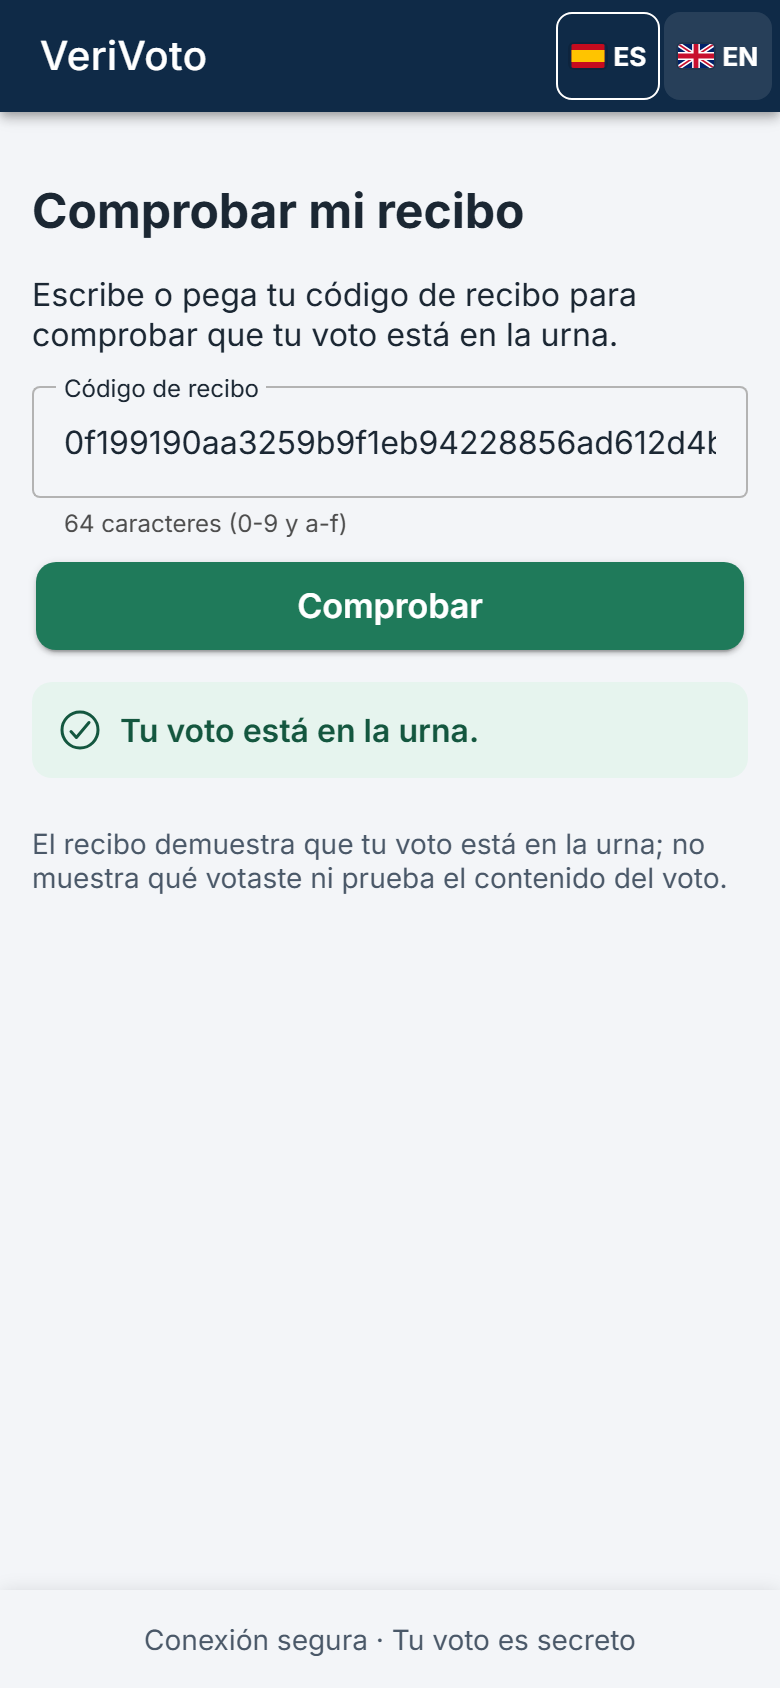 VeriVoto
ES
EN
Comprobar mi recibo
Escribe o pega tu código de recibo para
comprobar que tu voto está en la urna.
Código de recibo
0f199190aa3259b9f1eb94228856ad612d4b
64 caracteres (0-9 y a-f)
Comprobar
Tu voto está en la urna.
El recibo demuestra que tu voto está en la urna; no
muestra qué votaste ni prueba el contenido del voto.
Conexión segura · Tu voto es secreto